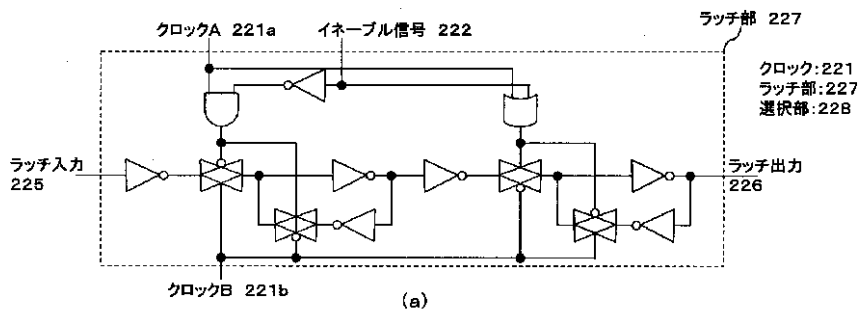 クロックA 221a
イネーブル信号 222
ラッチ部 227
クロック:221
ラッチ部:227
選択部:228
ラッチ入力
225
ラッチ出力
226
クロックB 221b
(a)